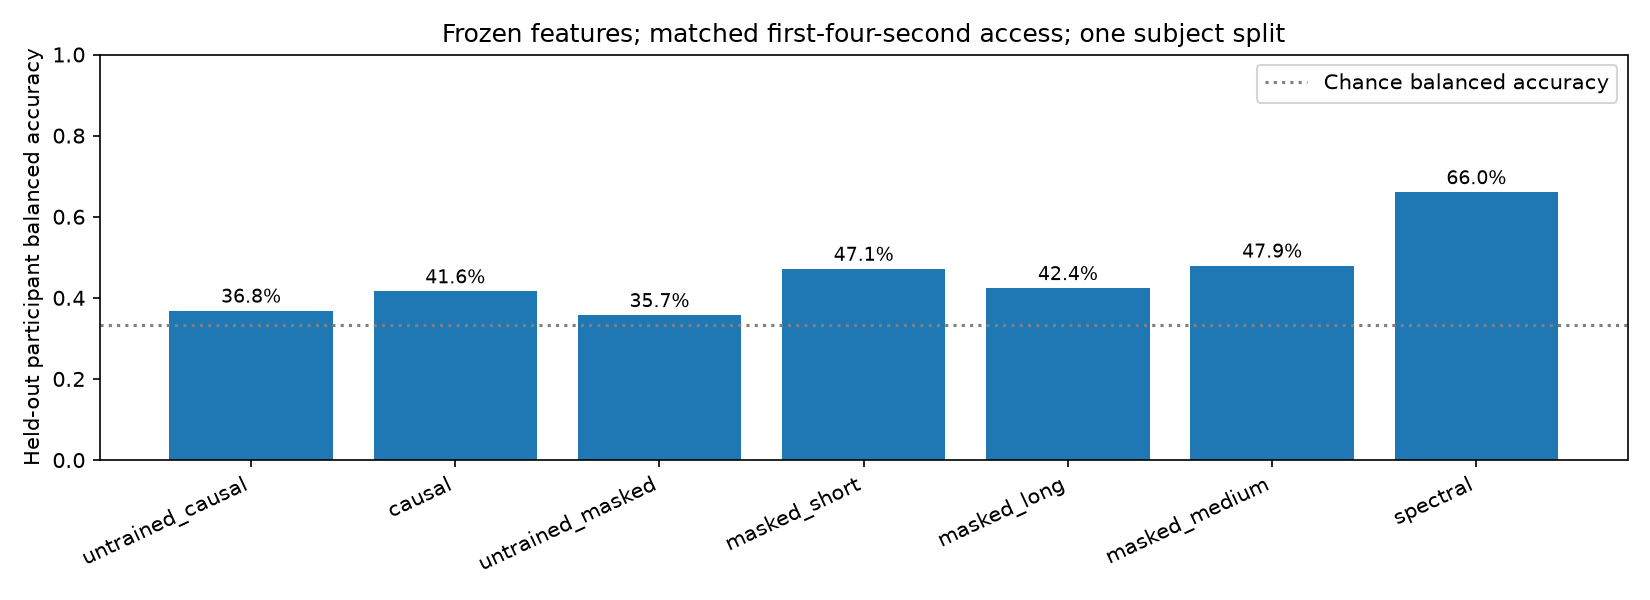 Frozen features; matched first-four-second access; one subject split
Held-out participant balanced accuracy
1.0
0.8
0.6
0.4
0.2
0.0
Chance balanced accuracy
36.8%
41.6%
35.7%
47.1%
42.4%
47.9%
66.0%
untrained_causal
causal
untrained_masked
masked_short
masked_long
masked_medium
spectral